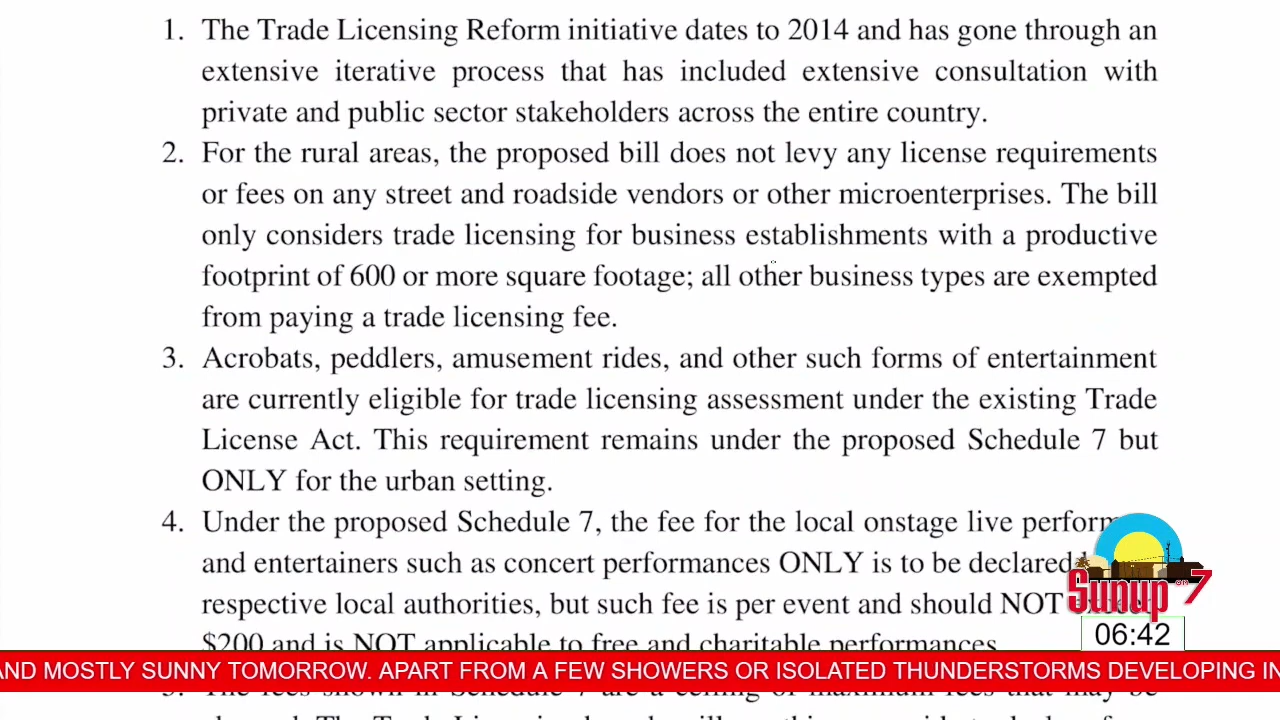 1. The Trade Licensing Reform initiative dates to 2014 and has gone through an
extensive iterative process that has included extensive consultation with
private and public sector stakeholders across the entire country.
2. For the rural areas, the proposed bill does not levy any license requirements
or fees on any street and roadside vendors or other microenterprises. The bill
only considers trade licensing for business establishments with a productive
footprint of 600 or more square footage; all other business types are exempted
from paying a trade licensing fee.
3. Acrobats, peddlers, amusement rides, and other such forms of entertainment
are currently eligible for trade licensing assessment under the existing Trade
License Act. This requirement remains under the proposed Schedule 7 but
ONLY for the urban setting.
4. Under the proposed Schedule 7, the fee for the local onstage live
and entertainers such as concert performances ONLY is to be declared
respective local authorities, but such fee is per event and should NOT
$200 and is NOT applicable to free and charitable performances.
Sunup on 7
06:42
AND MOSTLY SUNNY TOMORROW. APART FROM A FEW SHOWERS OR ISOLATED THUNDERSTORMS DEVELOPING IN